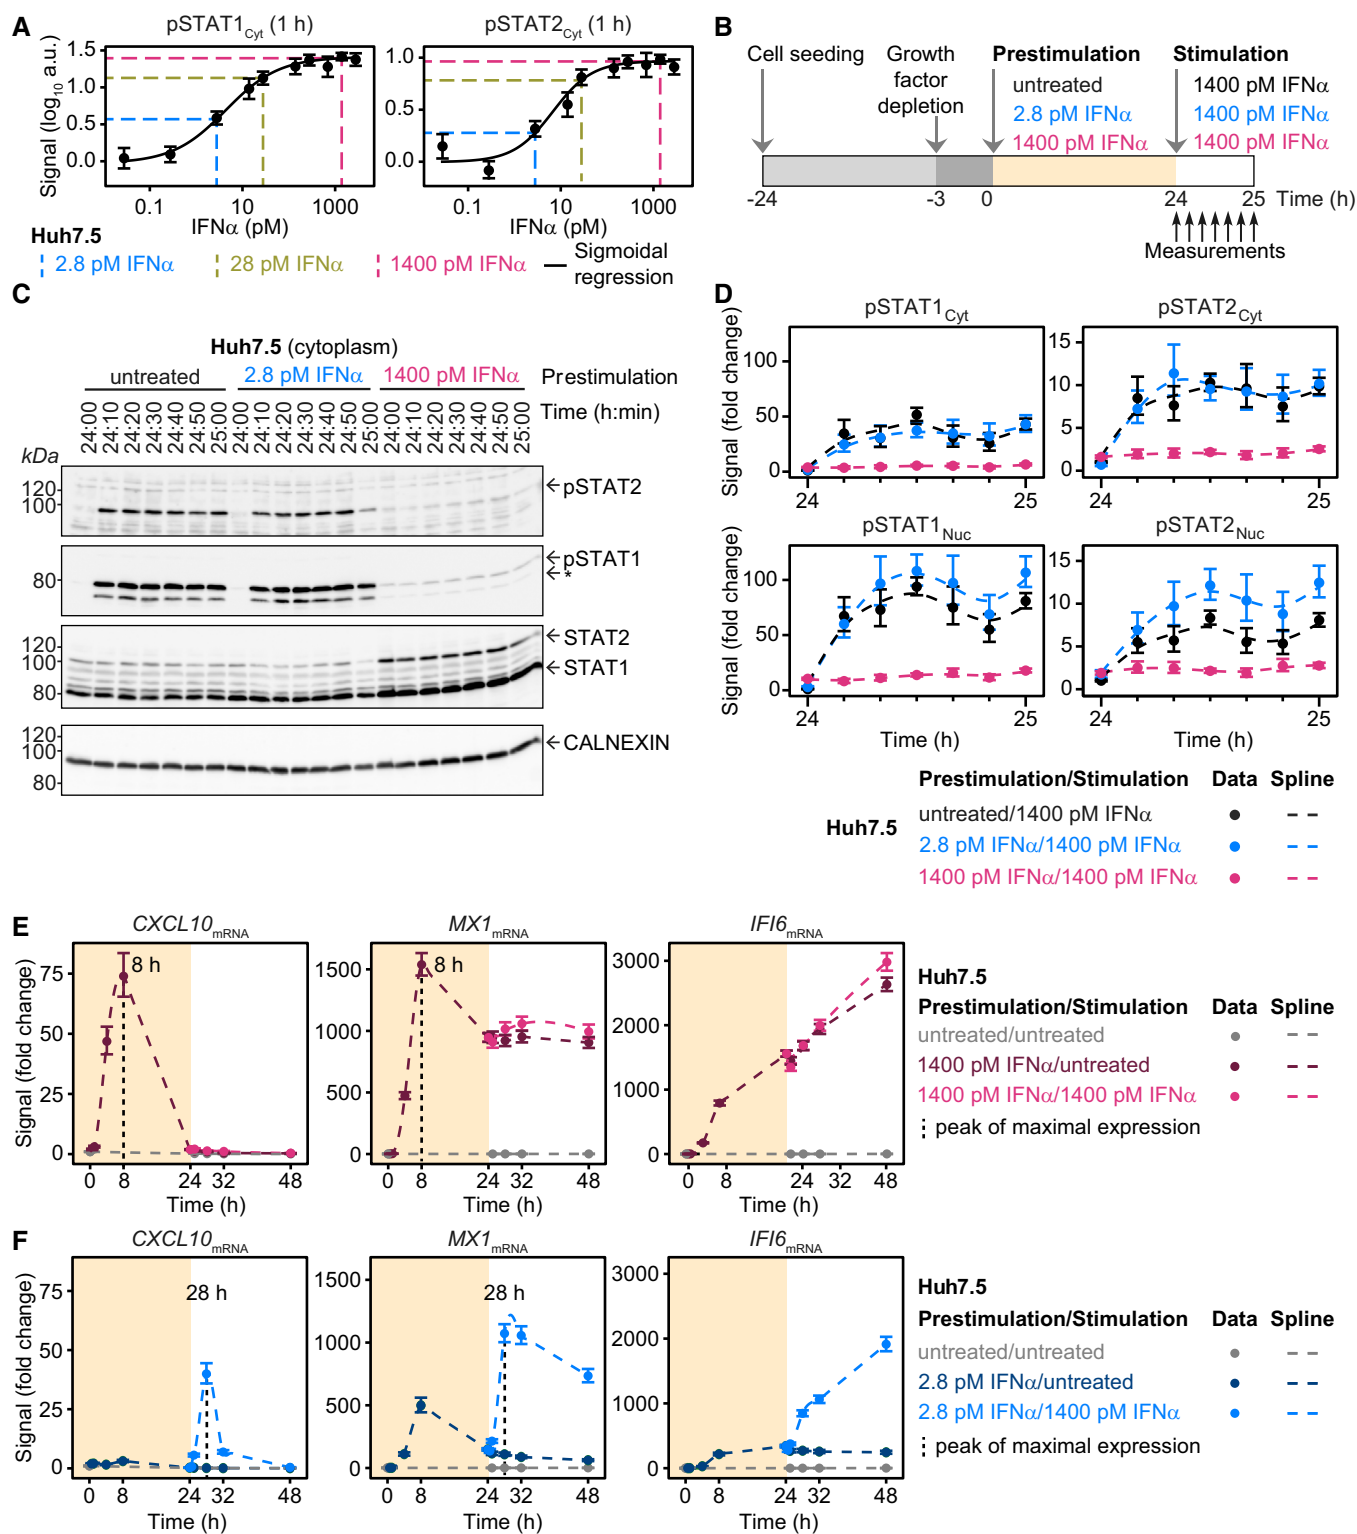 A
pSTAT1Cyt (1 h)
pSTAT2Cyt (1 h)
Signal (log10 a.u.)
1.5
1.0
0.5
0.0
1.0
0.5
0.0
0.1 10 1000
0.1 10 1000
IFNα (pM)
IFNα (pM)
Huh7.5
2.8 pM IFNα
28 pM IFNα
1400 pM IFNα
Sigmoidal
regression
B
Cell seeding
Growth
factor
depletion
Prestimulation
untreated
2.8 pM IFNα
1400 pM IFNα
Stimulation
1400 pM IFNα
1400 pM IFNα
1400 pM IFNα
-24 -3 0 24 25 Time (h)
Measurements
C
Huh7.5 (cytoplasm)
untreated 2.8 pM IFNα 1400 pM IFNα Prestimulation
24:00 24:10 24:20 24:30 24:40 24:50 25:00 24:00 24:10 24:20 24:30 24:40 24:50 25:00 24:00 24:10 24:20 24:30 24:40 24:50 25:00 Time (h:min)
kDa
120
100
pSTAT2
80
pSTAT1
*
120
100
80
STAT2
STAT1
120
100
80
CALNEXIN
D
pSTAT1Cyt
pSTAT2Cyt
Signal (fold change)
100
50
0
15
10
5
0
24 25
24 25
pSTAT1Nuc
pSTAT2Nuc
Signal (fold change)
100
50
0
15
10
5
0
24 25
24 25
Time (h)
Time (h)
Huh7.5
Prestimulation/Stimulation Data Spline
untreated/1400 pM IFNα
2.8 pM IFNα/1400 pM IFNα
1400 pM IFNα/1400 pM IFNα
E
CXCL10mRNA
MX1mRNA
IFI6mRNA
Signal (fold change)
75
50
25
0
8 h
1500
1000
500
0
8 h
3000
2000
1000
0
0 8 24 32 48
0 8 24 32 48
0 8 24 32 48
Time (h)
Time (h)
Time (h)
Huh7.5
Prestimulation/Stimulation Data Spline
untreated/untreated
1400 pM IFNα/untreated
1400 pM IFNα/1400 pM IFNα
peak of maximal expression
F
CXCL10mRNA
MX1mRNA
IFI6mRNA
Signal (fold change)
75
50
25
0
28 h
1500
1000
500
0
28 h
3000
2000
1000
0
0 8 24 32 48
0 8 24 32 48
0 8 24 32 48
Time (h)
Time (h)
Time (h)
Huh7.5
Prestimulation/Stimulation Data Spline
untreated/untreated
2.8 pM IFNα/untreated
2.8 pM IFNα/1400 pM IFNα
peak of maximal expression